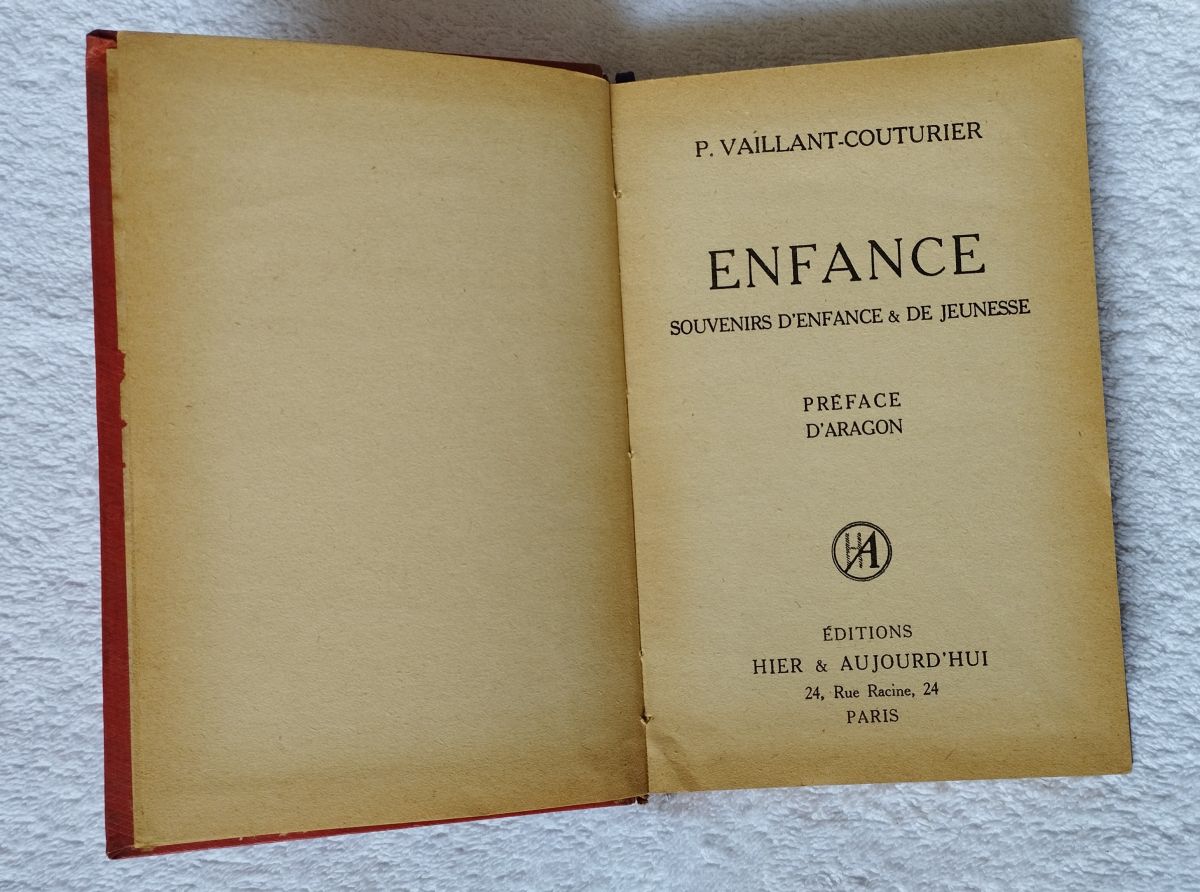 P. VAILLANT-COUTURIER
ENFANCE
SOUVENIRS D'ENFANCE & DE JEUNESSE
PRÉFACE
D'ARAGON
HA
ÉDITIONS
HIER & AUJOURD'HUI
24, Rue Racine, 24
PARIS